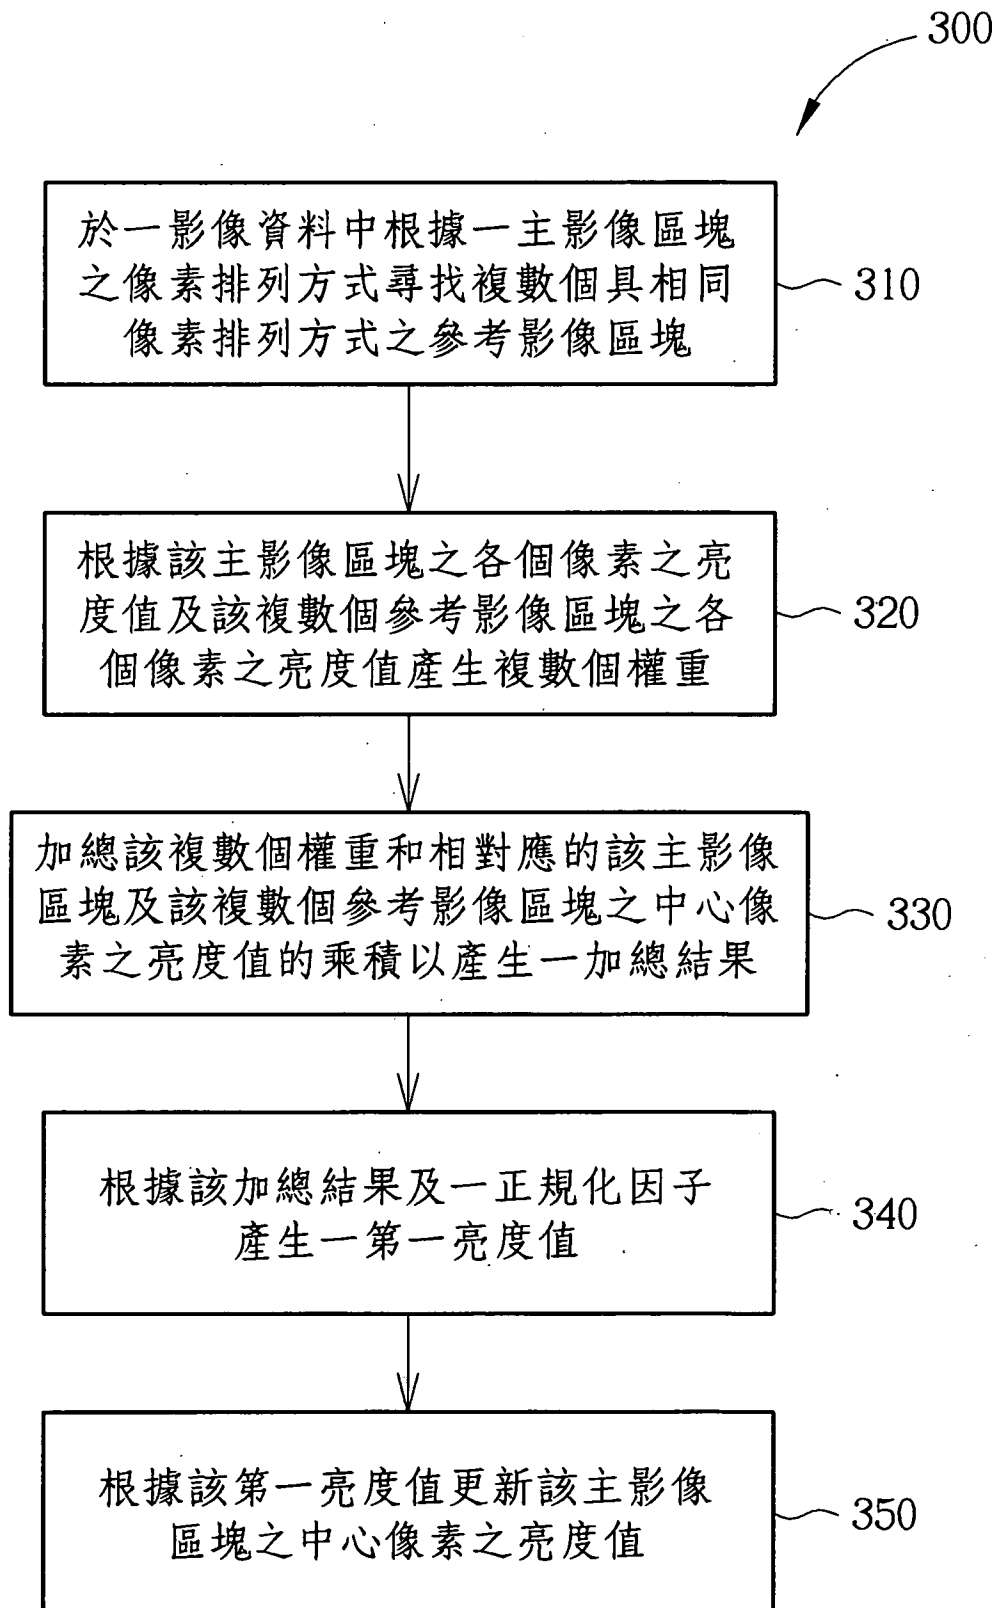 300
於一影像資料中根據一主影像區塊
之像素排列方式尋找複數個具相同
像素排列方式之參考影像區塊
310
根據該主影像區塊之各個像素之亮
度值及該複數個參考影像區塊之各
個像素之亮度值產生複數個權重
320
加總該複數個權重和相對應的該主影像
區塊及該複數個參考影像區塊之中心像
素之亮度值的乘積以產生一加總結果
330
根據該加總結果及一正規化因子
產生一第一亮度值
340
根據該第一亮度值更新該主影像
區塊之中心像素之亮度值
350